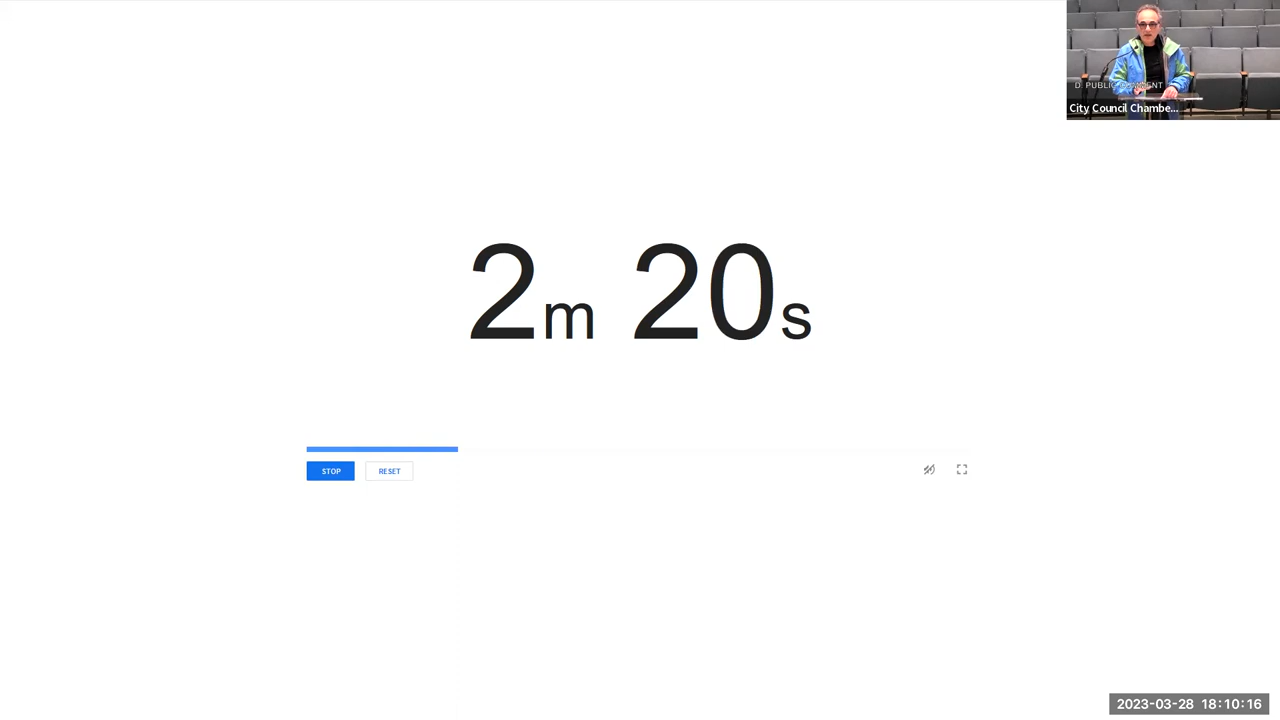 D. PUBLIC COMMENT
City Council Chambe...
2m 20s
STOP
RESET
2023-03-28 18:10:16